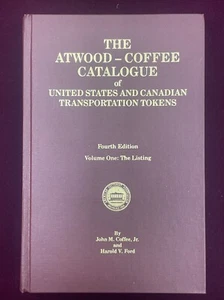 THE
ATWOOD – COFFEE
CATALOGUE
of
UNITED STATES AND CANADIAN
TRANSPORTATION TOKENS
Fourth Edition
Volume One: The Listing
By
John M. Coffee, Jr.
and
Harold V. Ford